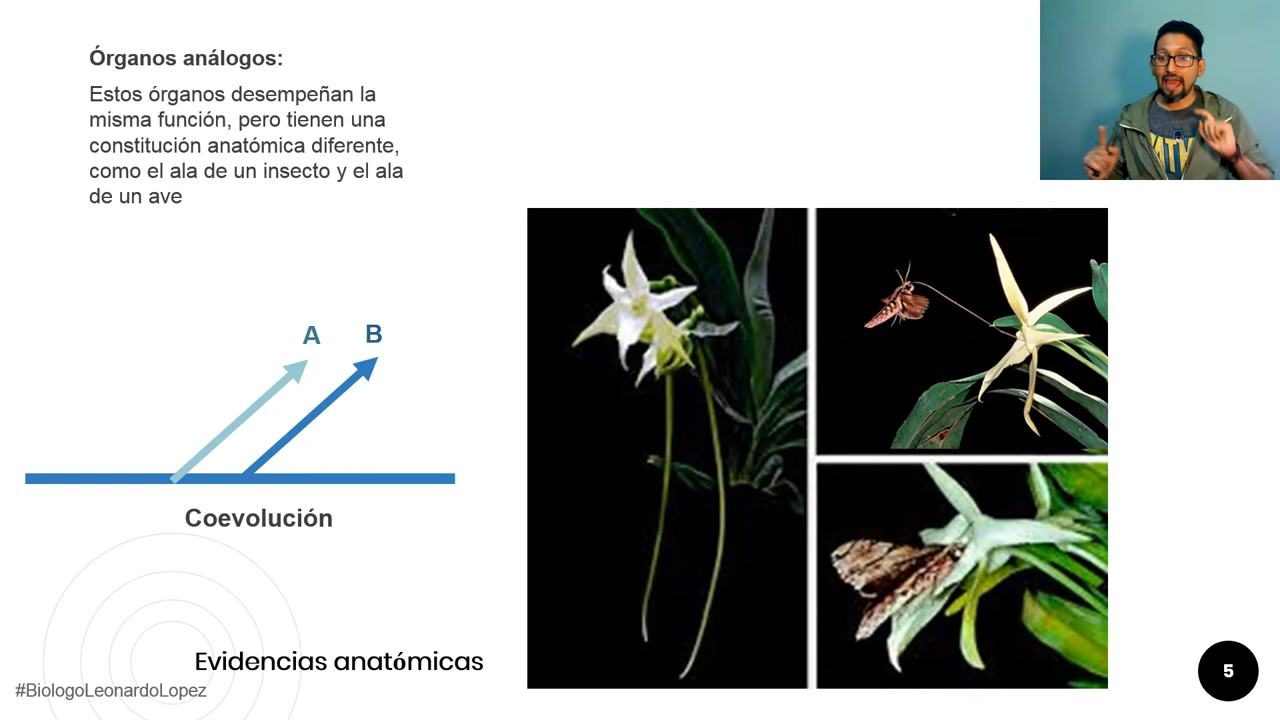 Órganos análogos:
Estos órganos desempeñan la
misma función, pero tienen una
constitución anatómica diferente,
como el ala de un insecto y el ala
de un ave
A B
Coevolución
Evidencias anatómicas
#BiologoLeonardoLopez
5